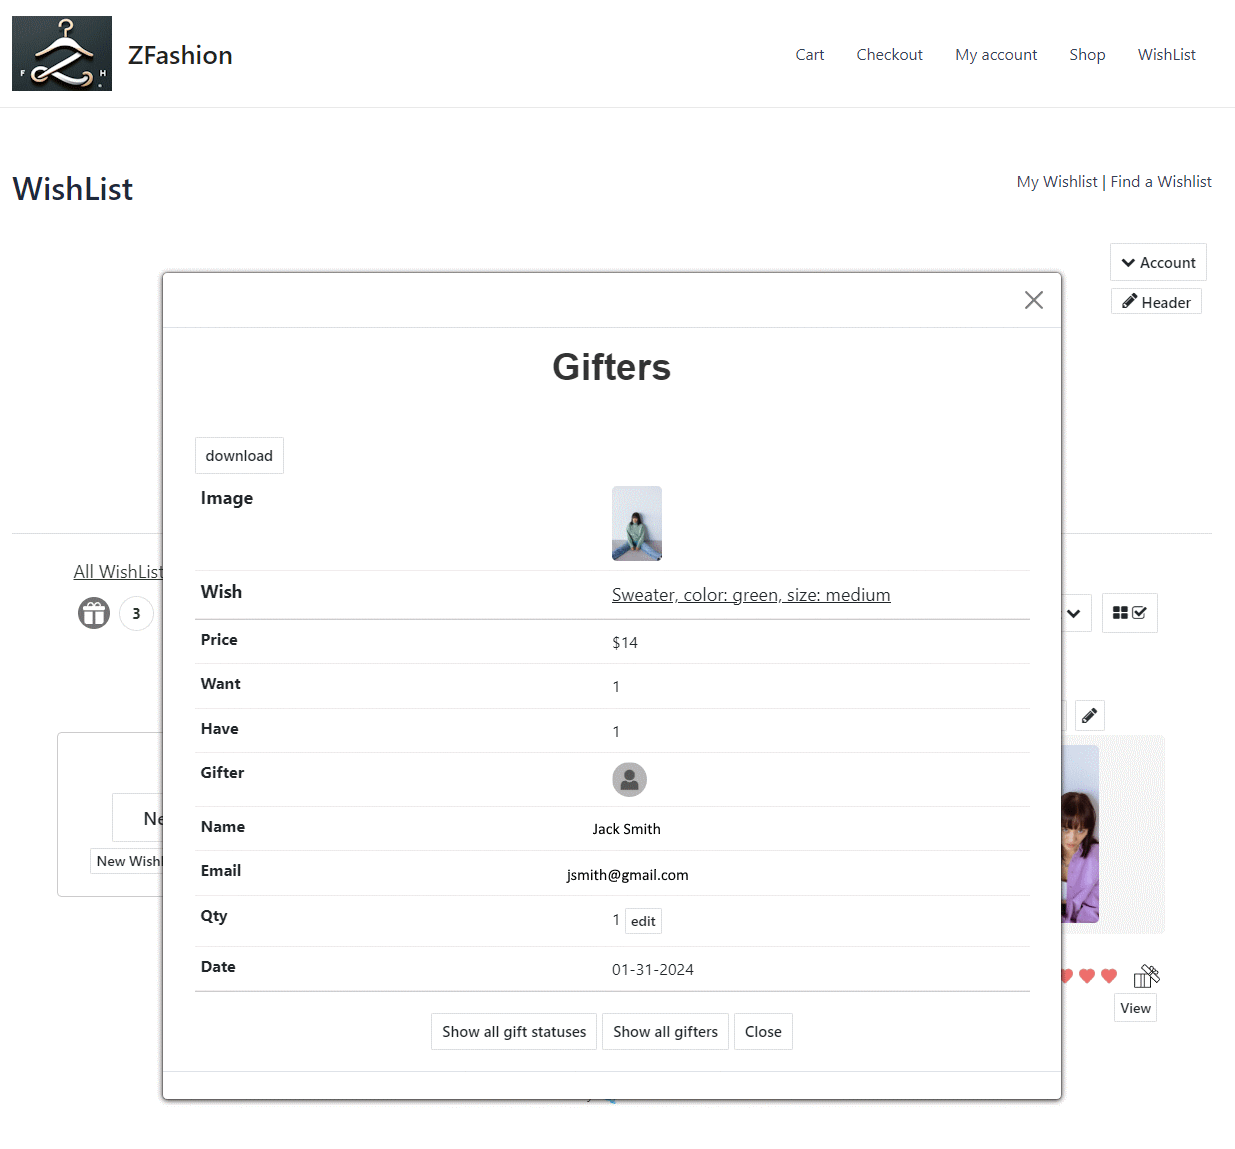 F H
ZFashion
Cart Checkout My account Shop WishList
WishList
My Wishlist | Find a Wishlist
Account
Header
Gifters
download
Image
Wish Sweater, color: green, size: medium
Price $14
Want 1
Have 1
Gifter
Name Jack Smith
Email jsmith@gmail.com
Qty 1 edit
Date 01-31-2024
Show all gift statuses Show all gifters Close
All WishList
3
Ne
New Wishl
View